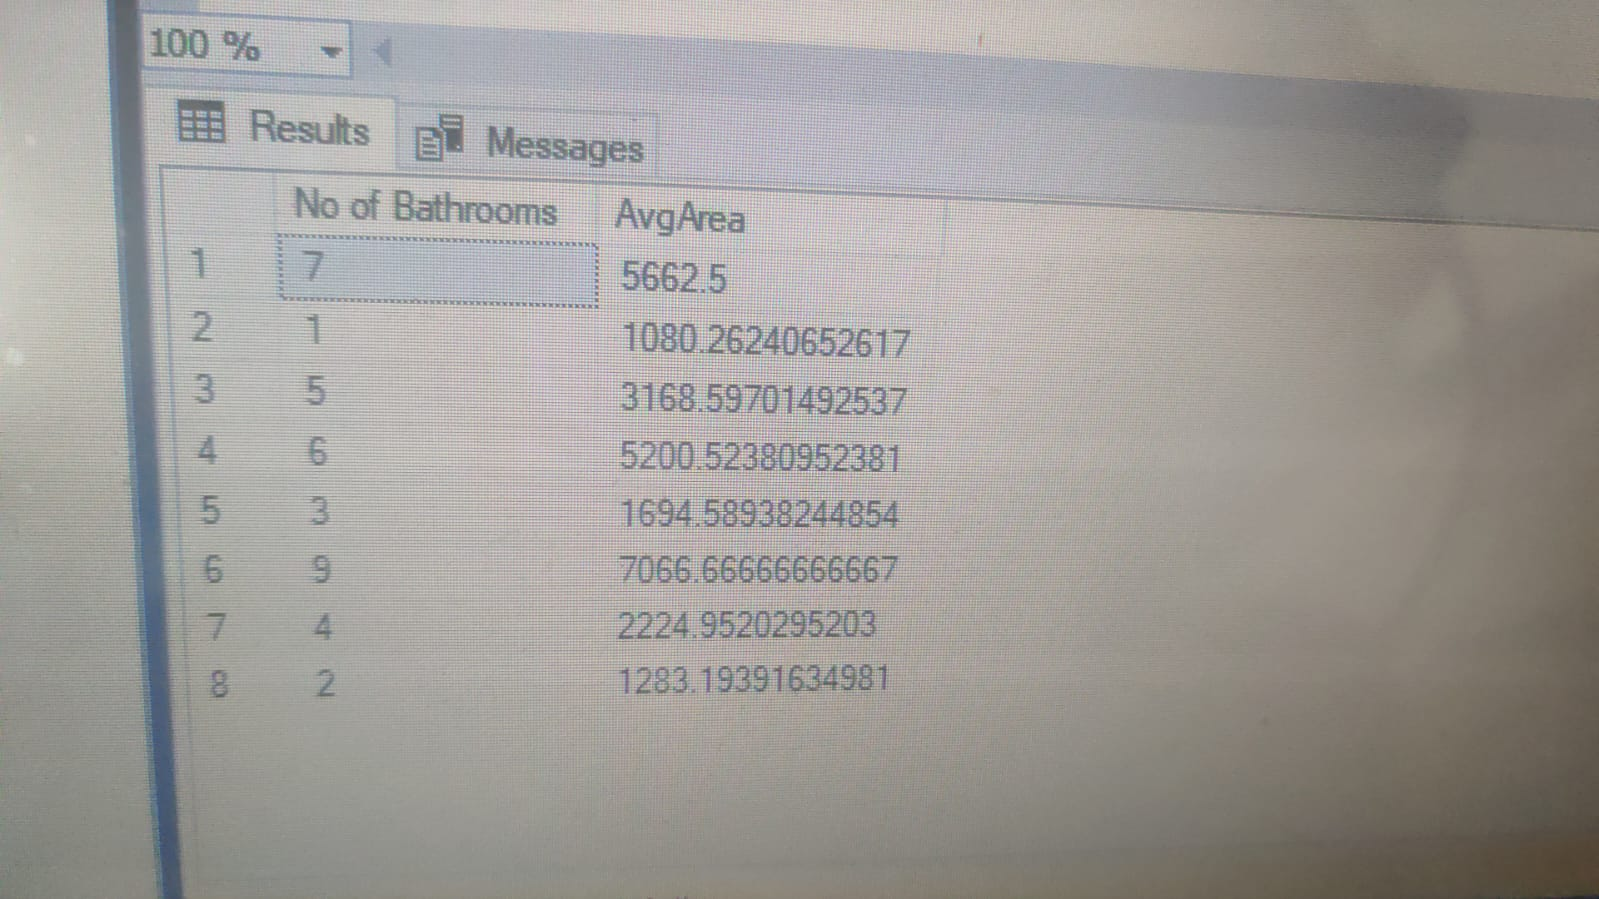 100 %
Results Messages
No of Bathrooms AvgArea
1 7 5662.5
2 1 1080.26240652617
3 5 3168.59701492537
4 6 5200.52380952381
5 3 1694.58938244854
6 9 7066.66666666667
7 4 2224.9520295203
8 2 1283.19391634981